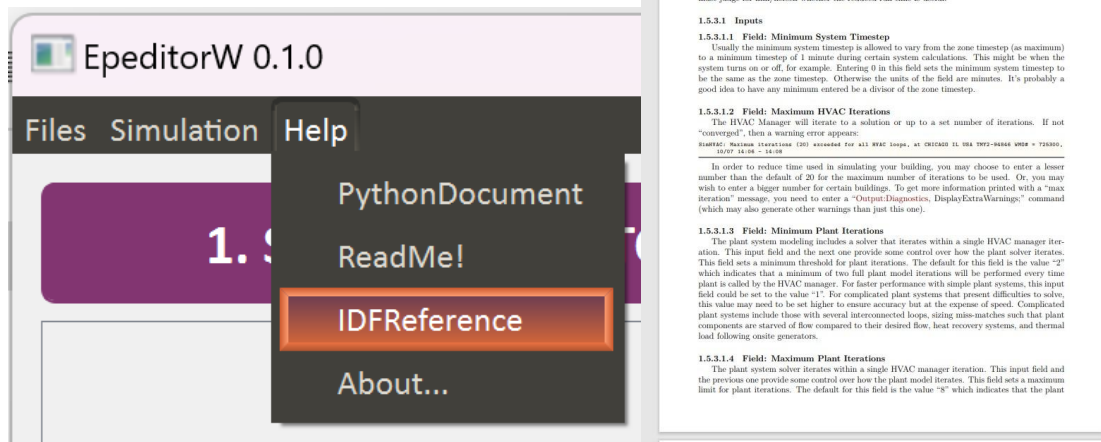 EpeditorW 0.1.0
Files Simulation Help
PythonDocument
ReadMe!
IDFReference
About...
1. S
1.5.3.1 Inputs
1.5.3.1.1 Field: Minimum System Timestep
Usually the minimum system timestep is allowed to vary from the zone timestep (as maximum)
to a minimum timestep of 1 minute during certain system calculations. This might be when the
system turns on or off, for example. Entering 0 in this field sets the minimum system timestep to
be the same as the zone timestep. Otherwise the units of the field are minutes. It's probably a
good idea to have any minimum entered be a divisor of the zone timestep.
1.5.3.1.2 Field: Maximum HVAC Iterations
The HVAC Manager will iterate to a solution or up to a set number of iterations. If not
"converged", then a warning error appears:
SimHVAC: Maximum iterations (20) exceeded for all HVAC loops, at CHICAGO IL USA TMY2-94846 WMO# = 725300,
10/07 14:06 - 14:08
In order to reduce time used in simulating your building, you may choose to enter a lesser
number than the default of 20 for the maximum number of iterations to be used. Or, you may
wish to enter a bigger number for certain buildings. To get more information printed with a "max
iteration" message, you need to enter a "Output:Diagnostics, DisplayExtraWarnings;" command
(which may also generate other warnings than just this one).
1.5.3.1.3 Field: Minimum Plant Iterations
The plant system modeling includes a solver that iterates within a single HVAC manager iter-
ation. This input field and the next one provide some control over how the plant solver iterates.
This field sets a minimum threshold for plant iterations. The default for this field is the value "2"
which indicates that a minimum of two full plant model iterations will be performed every time
plant is called by the HVAC manager. For faster performance with simple plant systems, this input
field could be set to the value "1". For complicated plant systems that present difficulties to solve,
this value may need to be set higher to ensure accuracy but at the expense of speed. Complicated
plant systems include those with several interconnected loops, sizing miss-matches such that plant
components are starved of flow compared to their desired flow, heat recovery systems, and thermal
load following onsite generators.
1.5.3.1.4 Field: Maximum Plant Iterations
The plant system solver iterates within a single HVAC manager iteration. This input field and
the previous one provide some control over how the plant model iterates. This field sets a maximum
limit for plant iterations. The default for this field is the value "8" which indicates that the plant